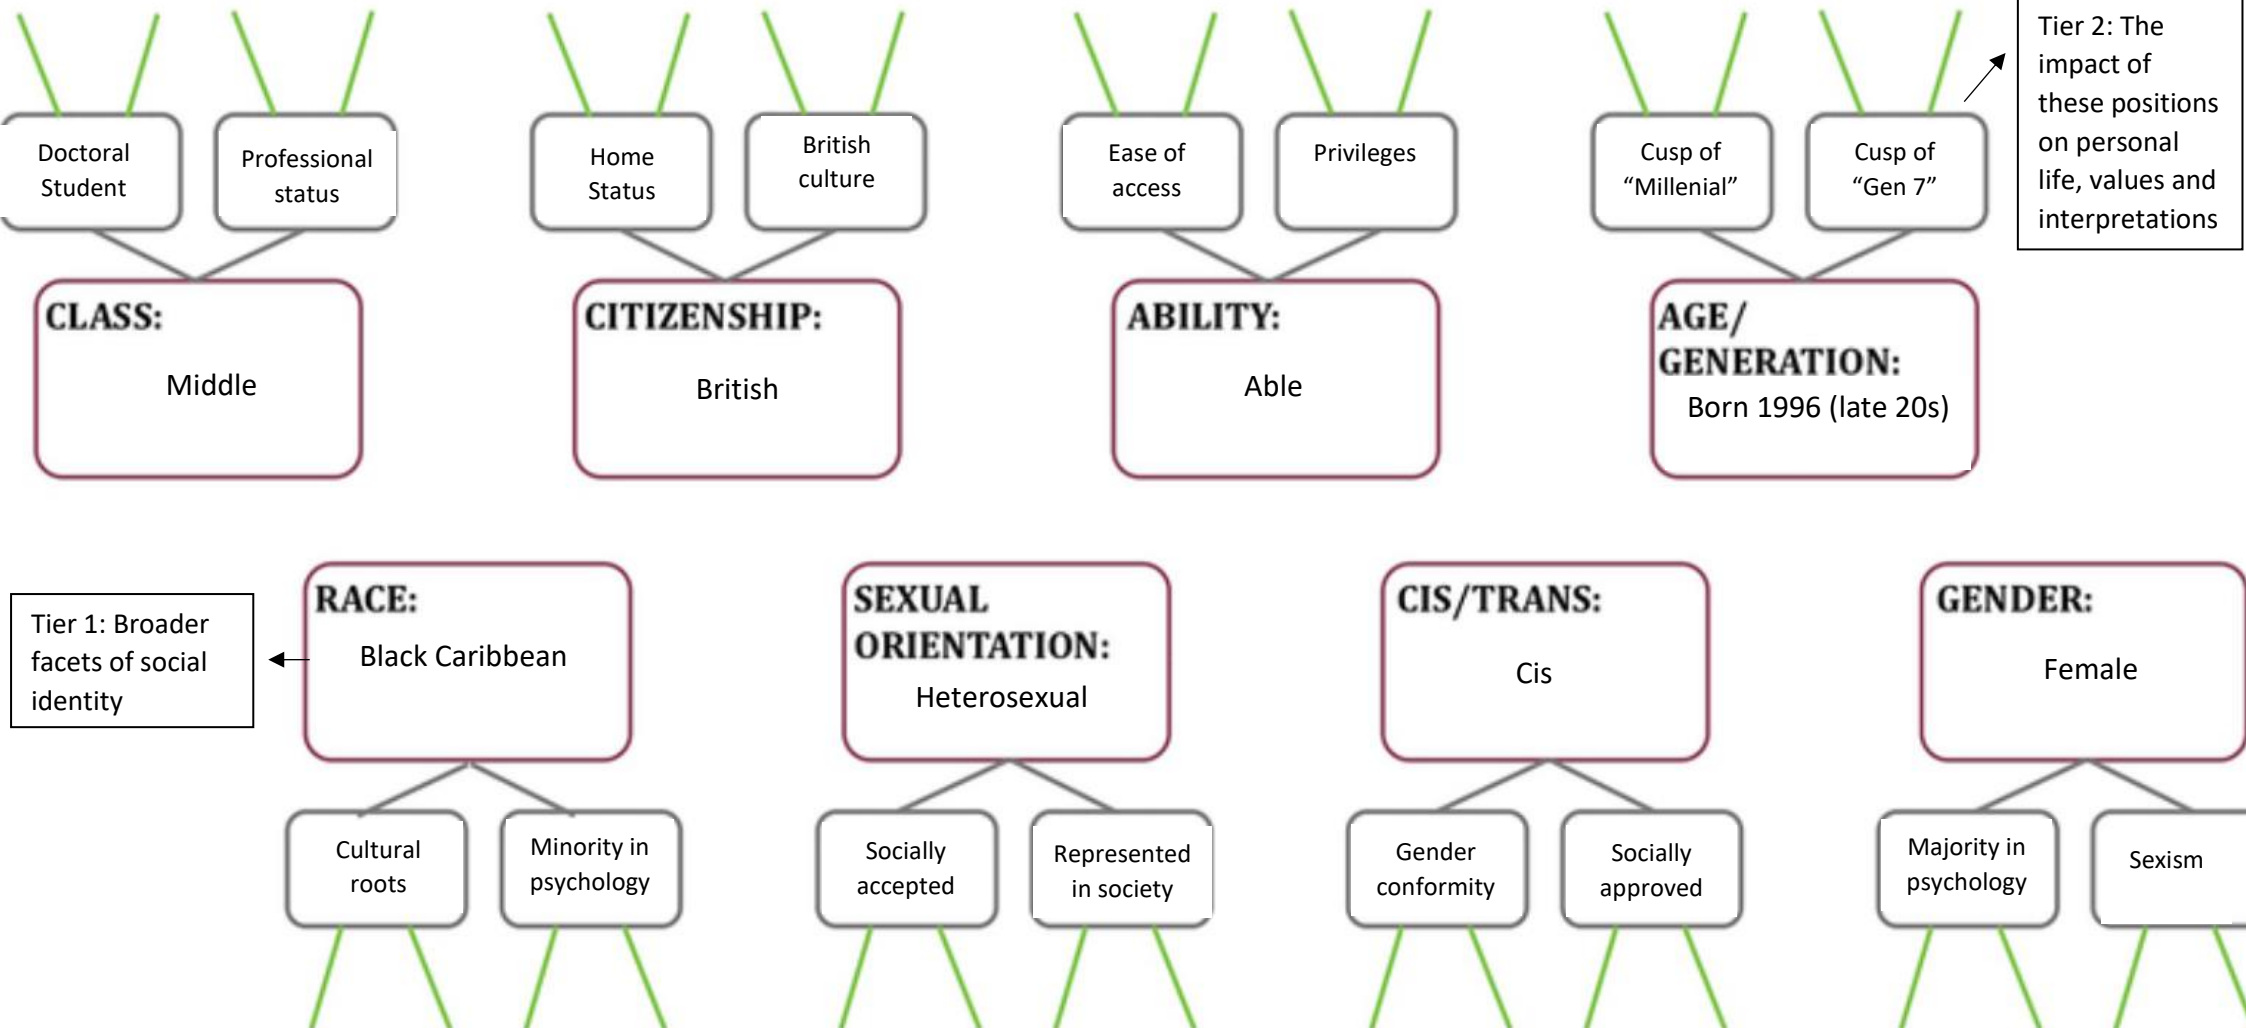 Tier 2: The
impact of
these positions
on personal
life, values and
interpretations
Doctoral
Student
Professional
status
Home
Status
British
culture
Ease of
access
Privileges
Cusp of
“Millenial”
Cusp of
“Gen 7”
CLASS:
Middle
CITIZENSHIP:
British
ABILITY:
Able
AGE/
GENERATION:
Born 1996 (late 20s)
Tier 1: Broader
facets of social
identity
RACE:
Black Caribbean
SEXUAL
ORIENTATION:
Heterosexual
CIS/TRANS:
Cis
GENDER:
Female
Cultural
roots
Minority in
psychology
Socially
accepted
Represented
in society
Gender
conformity
Socially
approved
Majority in
psychology
Sexism